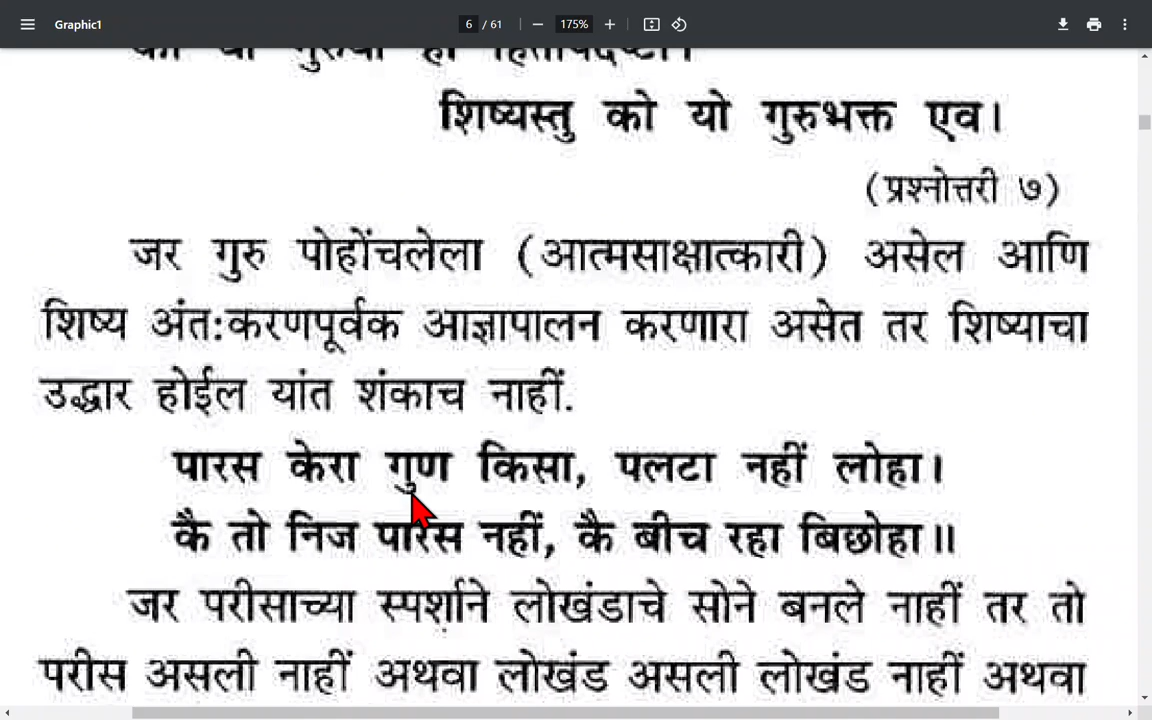 Graphic1
6 / 61
175%
को यो गुरुर्यो ही हितोपदेष्टा।
शिष्यस्तु को यो गुरुभक्त एव।
(प्रश्नोत्तरी ७)
जर गुरु पोहोंचलेला (आत्मसाक्षात्कारी) असेल आणि
शिष्य अंतःकरणपूर्वक आज्ञापालन करणारा असेत तर शिष्याचा
उद्धार होईल यांत शंकाच नाहीं.
पारस केरा गुण किसा, पलटा नहीं लोहा।
कै तो निज पारस नहीं, कै बीच रहा बिछोहा॥
जर परीसाच्या स्पर्शाने लोखंडाचे सोने बनले नाहीं तर तो
परीस असली नाहीं अथवा लोखंड असली लोखंड नाहीं अथवा